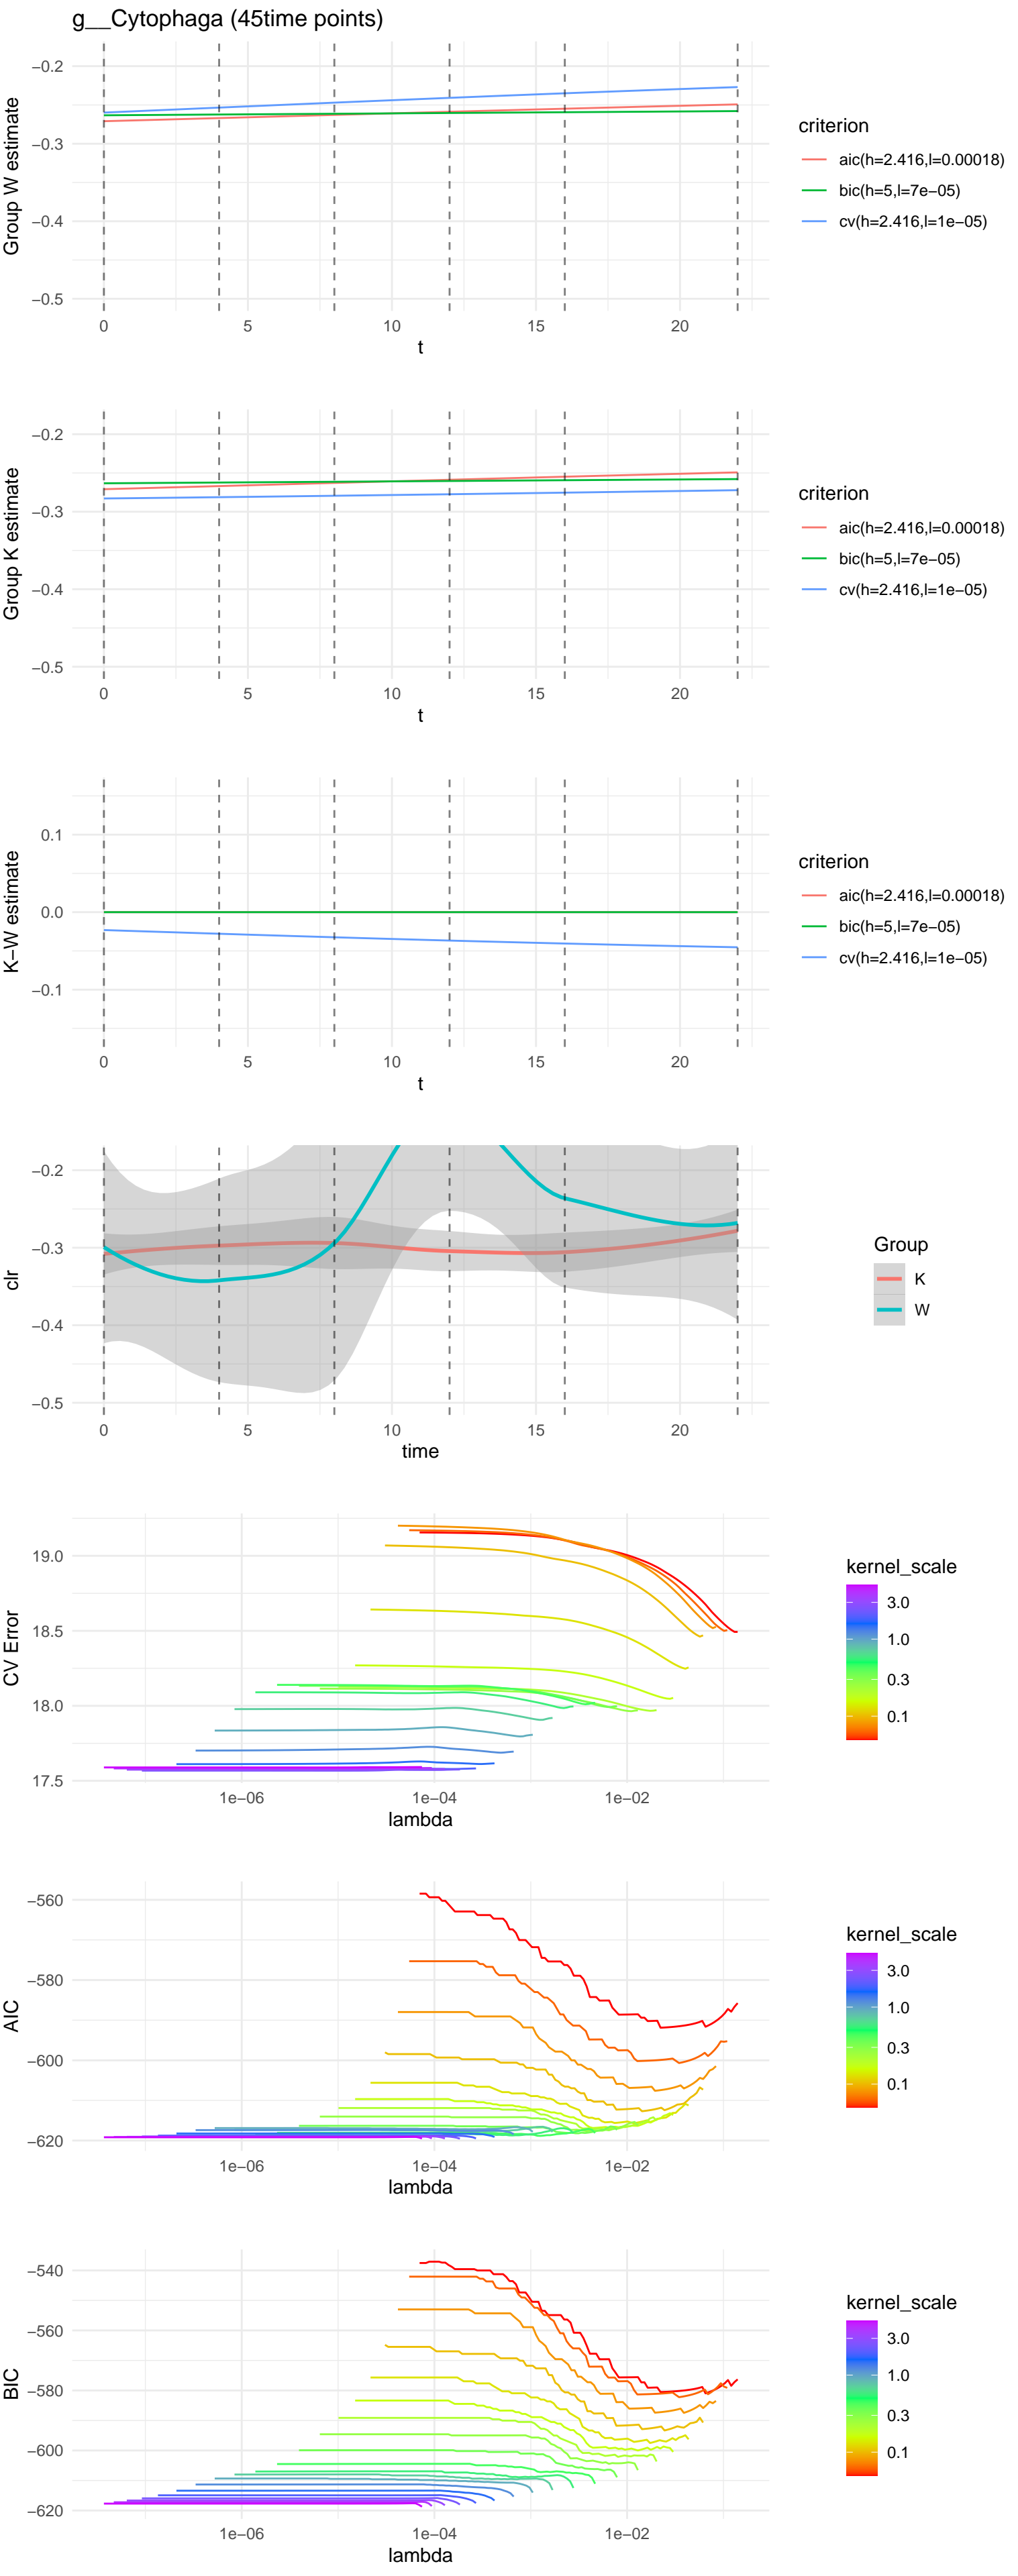 g__Cytophaga (45time points)
Group W estimate
−0.2
−0.3
−0.4
−0.5
0 5 10 15 20
t
criterion
aic(h=2.416,l=0.00018)
bic(h=5,l=7e−05)
cv(h=2.416,l=1e−05)
Group K estimate
−0.2
−0.3
−0.4
−0.5
0 5 10 15 20
t
criterion
aic(h=2.416,l=0.00018)
bic(h=5,l=7e−05)
cv(h=2.416,l=1e−05)
K−W estimate
0.1
0.0
−0.1
0 5 10 15 20
t
criterion
aic(h=2.416,l=0.00018)
bic(h=5,l=7e−05)
cv(h=2.416,l=1e−05)
clr
−0.2
−0.3
−0.4
−0.5
0 5 10 15 20
time
Group
K
W
CV Error
19.0
18.5
18.0
17.5
1e−06 1e−04 1e−02
lambda
kernel_scale
3.0
1.0
0.3
0.1
AIC
−560
−580
−600
−620
1e−06 1e−04 1e−02
lambda
kernel_scale
3.0
1.0
0.3
0.1
BIC
−540
−560
−580
−600
−620
1e−06 1e−04 1e−02
lambda
kernel_scale
3.0
1.0
0.3
0.1